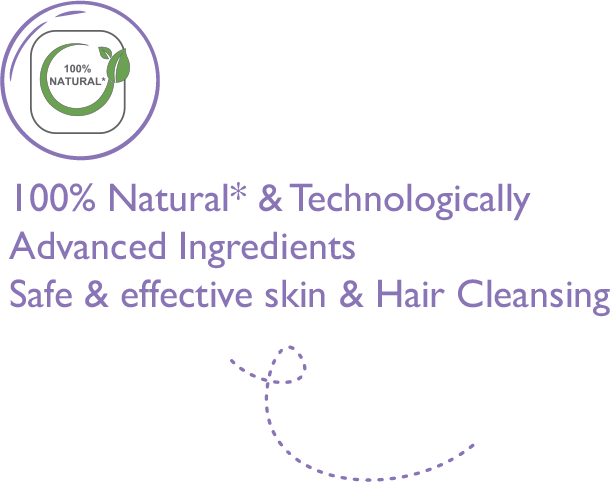 100%
NATURAL*
100% Natural* & Technologically
Advanced Ingredients
Safe & effective skin & Hair Cleansing